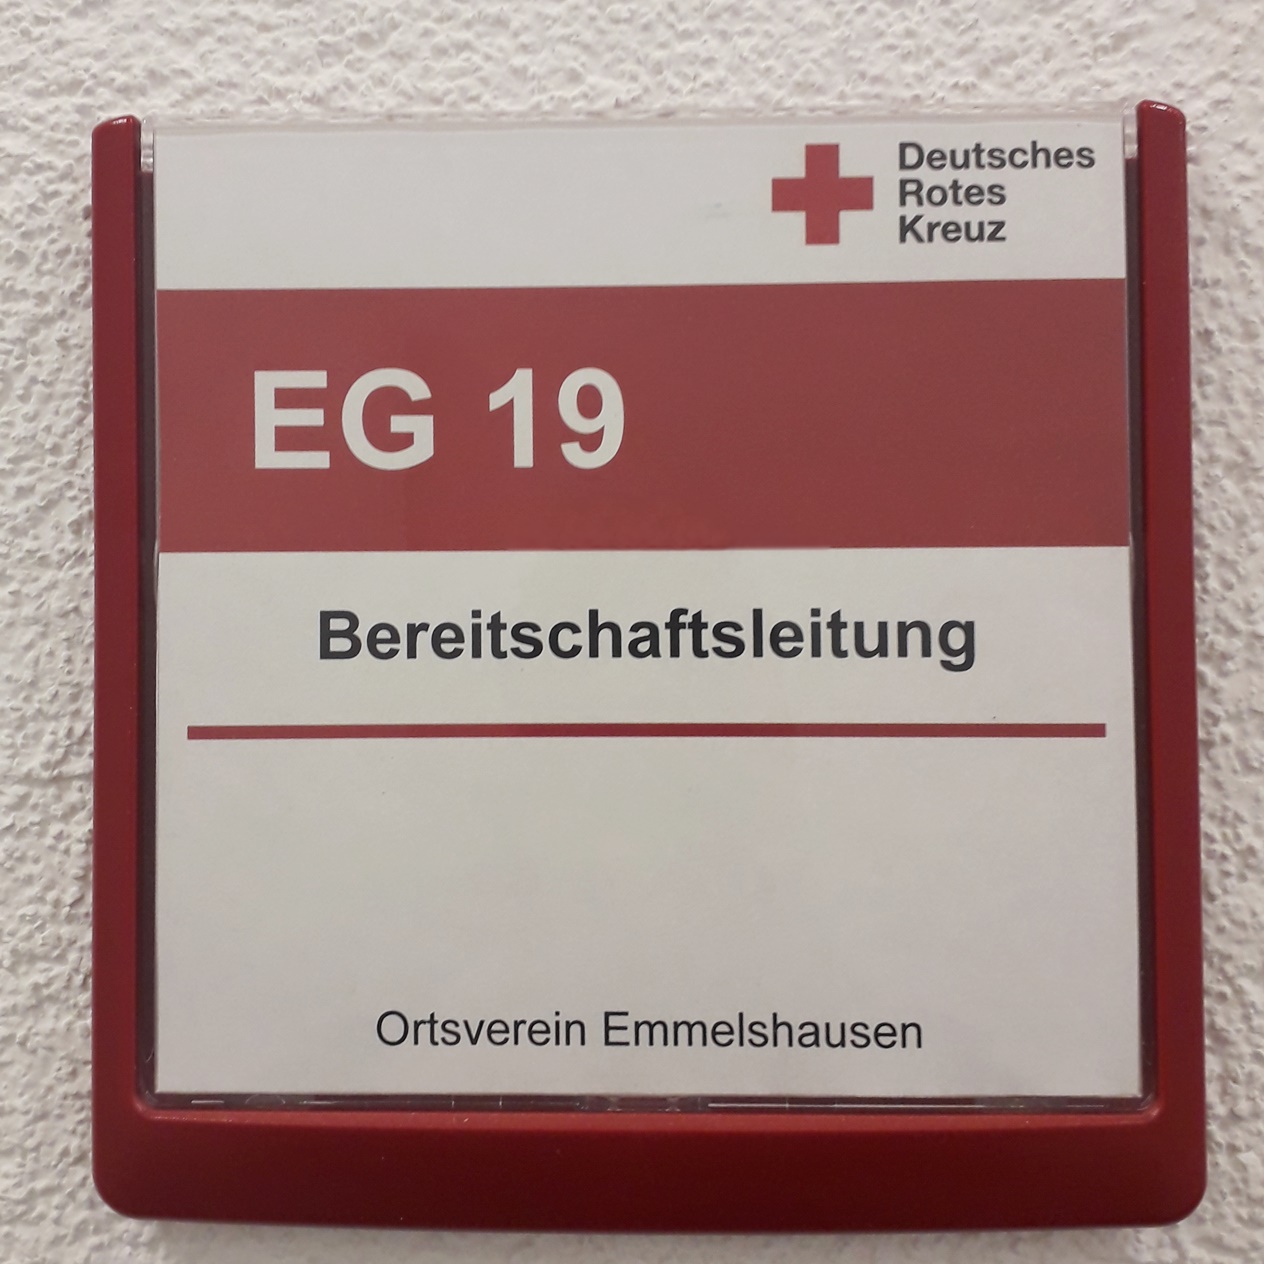 Deutsches
Rotes
Kreuz
EG 19
Bereitschaftsleitung
Ortsverein Emmelshausen